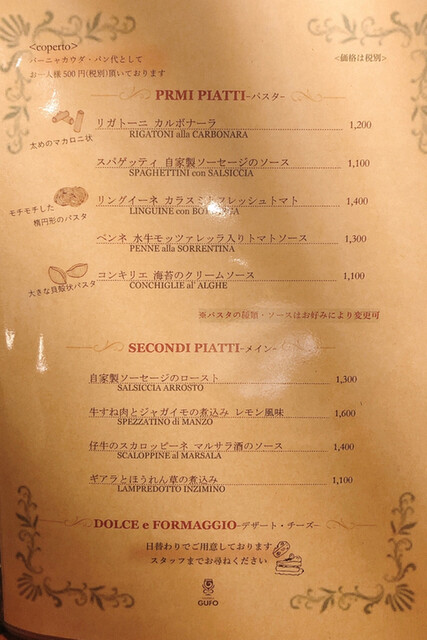 <coperto>
バーニャカウダ・パン代として
お一人様500円(税別)頂いております
<価格は税別>
PRMI PIATTI-パスタ-
リガトーニ カルボナーラ 1,200
RIGATONI alla CARBONARA
太めのマカロニ状
スパゲッティ 自家製ソーセージのソース 1,100
SPAGHETTINI con SALSICCIA
リングイーネ カラスミとフレッシュトマト 1,400
LINGUINE con
モチモチした
楕円形のパスタ
ペンネ 水牛モッツァレッラ入りトマトソース 1,300
PENNE alla SORRENTINA
コンキリエ 海苔のクリームソース 1,100
CONCHIGLIE al' ALGHE
大きな貝殻状パスタ
※パスタの種類・ソースはお好みにより変更可
SECONDI PIATTI-メイン-
自家製ソーセージのロースト 1,300
SALSICCIA ARROSTO
牛すね肉とジャガイモの煮込み レモン風味 1,600
SPEZZATINO di MANZO
仔牛のスカロッピーネ マルサラ酒のソース 1,400
SCALOPPINE al MARSALA
ギアラとほうれん草の煮込み 1,100
LAMPREDOTTO INZIMINO
DOLCE e FORMAGGIO-デザート・チーズ-
日替わりでご用意しております
スタッフまでお尋ねください
GUFO